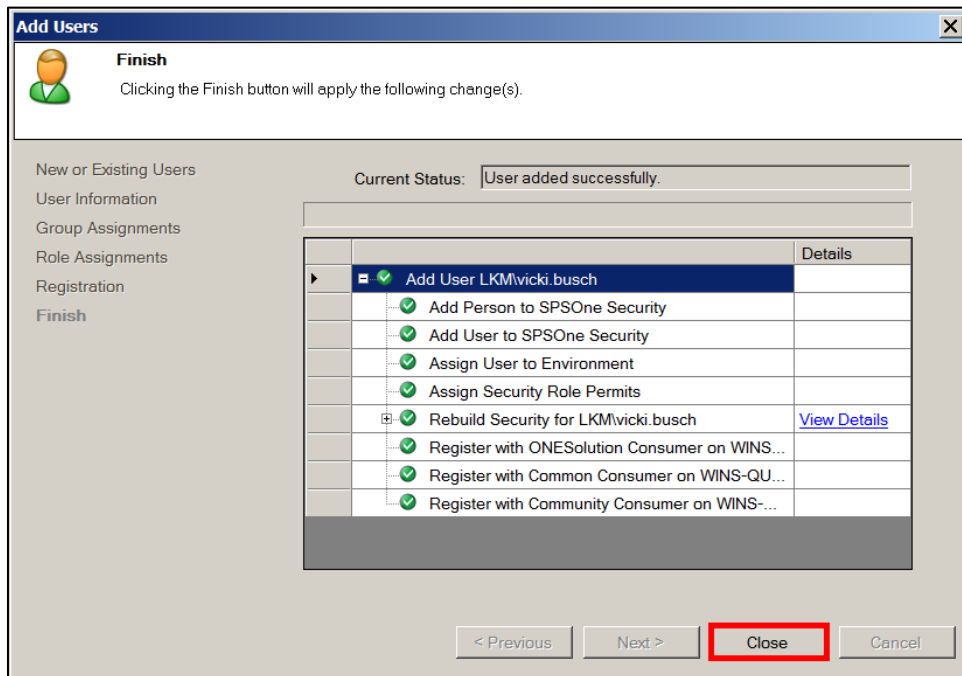 Add Users
Finish
Clicking the Finish button will apply the following change(s).
New or Existing Users
User Information
Group Assignments
Role Assignments
Registration
Finish
Current Status: User added successfully.
Details
Add User LKM\vicki.busch
Add Person to SPSOne Security
Add User to SPSOne Security
Assign User to Environment
Assign Security Role Permits
Rebuild Security for LKM\vicki.busch View Details
Register with ONESolution Consumer on WINS...
Register with Common Consumer on WINS-QU...
Register with Community Consumer on WINS-...
< Previous Next > Close Cancel